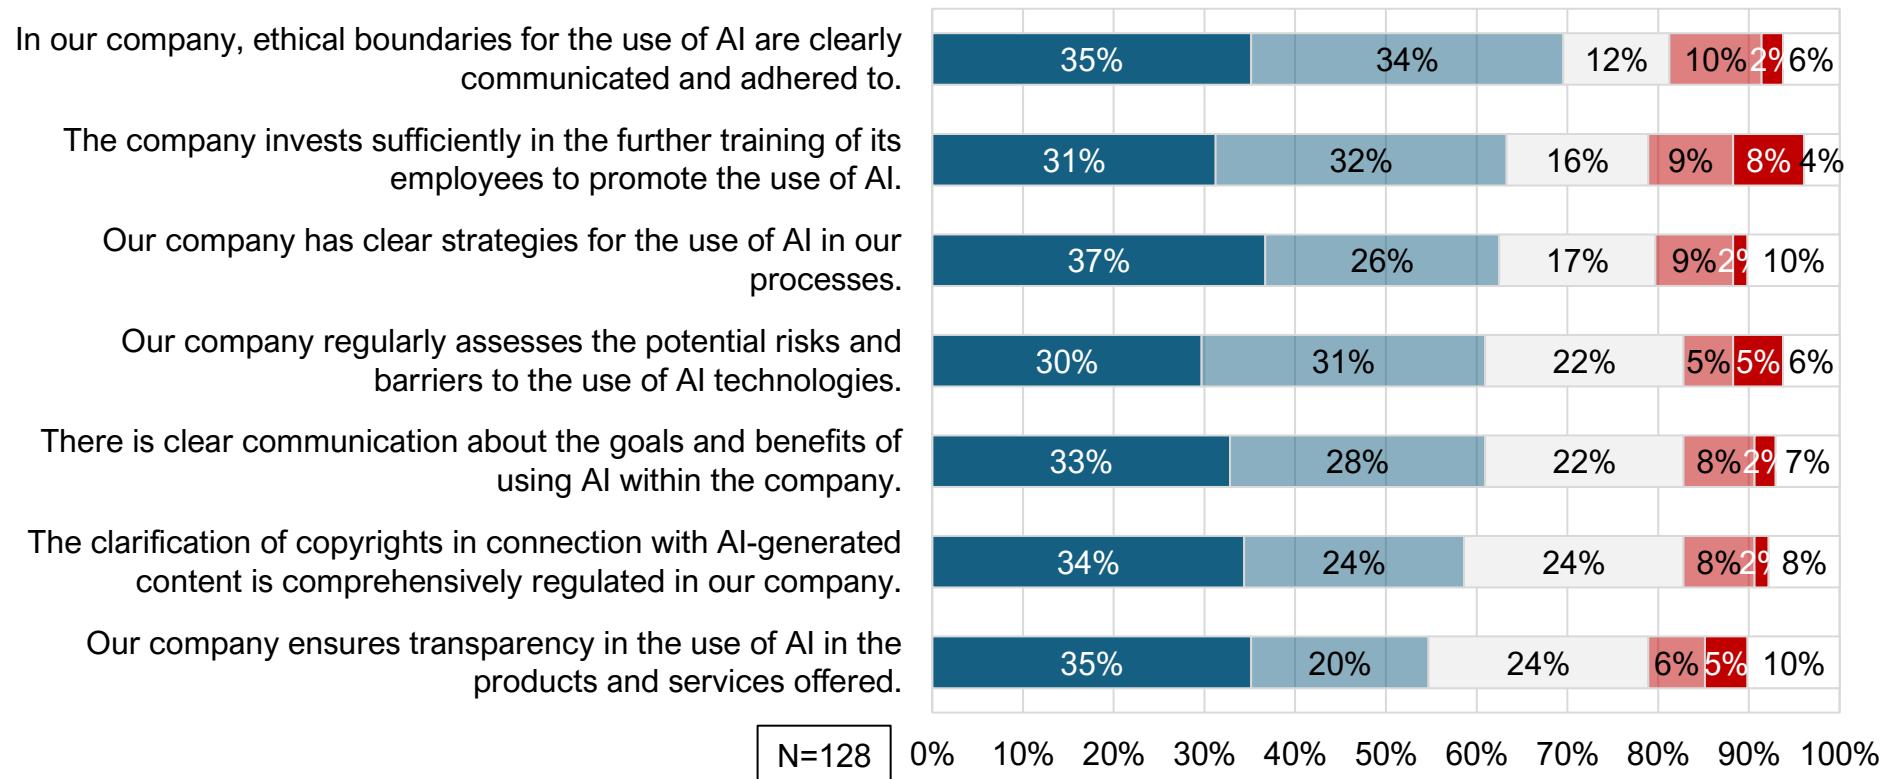 In our company, ethical boundaries for the use of AI are clearly
communicated and adhered to.
35% 34% 12% 10% 2% 6%
The company invests sufficiently in the further training of its
employees to promote the use of AI.
31% 32% 16% 9% 8% 4%
Our company has clear strategies for the use of AI in our
processes.
37% 26% 17% 9% 2% 10%
Our company regularly assesses the potential risks and
barriers to the use of AI technologies.
30% 31% 22% 5% 5% 6%
There is clear communication about the goals and benefits of
using AI within the company.
33% 28% 22% 8% 2% 7%
The clarification of copyrights in connection with AI-generated
content is comprehensively regulated in our company.
34% 24% 24% 8% 2% 8%
Our company ensures transparency in the use of AI in the
products and services offered.
35% 20% 24% 6% 5% 10%
N=128
0% 10% 20% 30% 40% 50% 60% 70% 80% 90% 100%